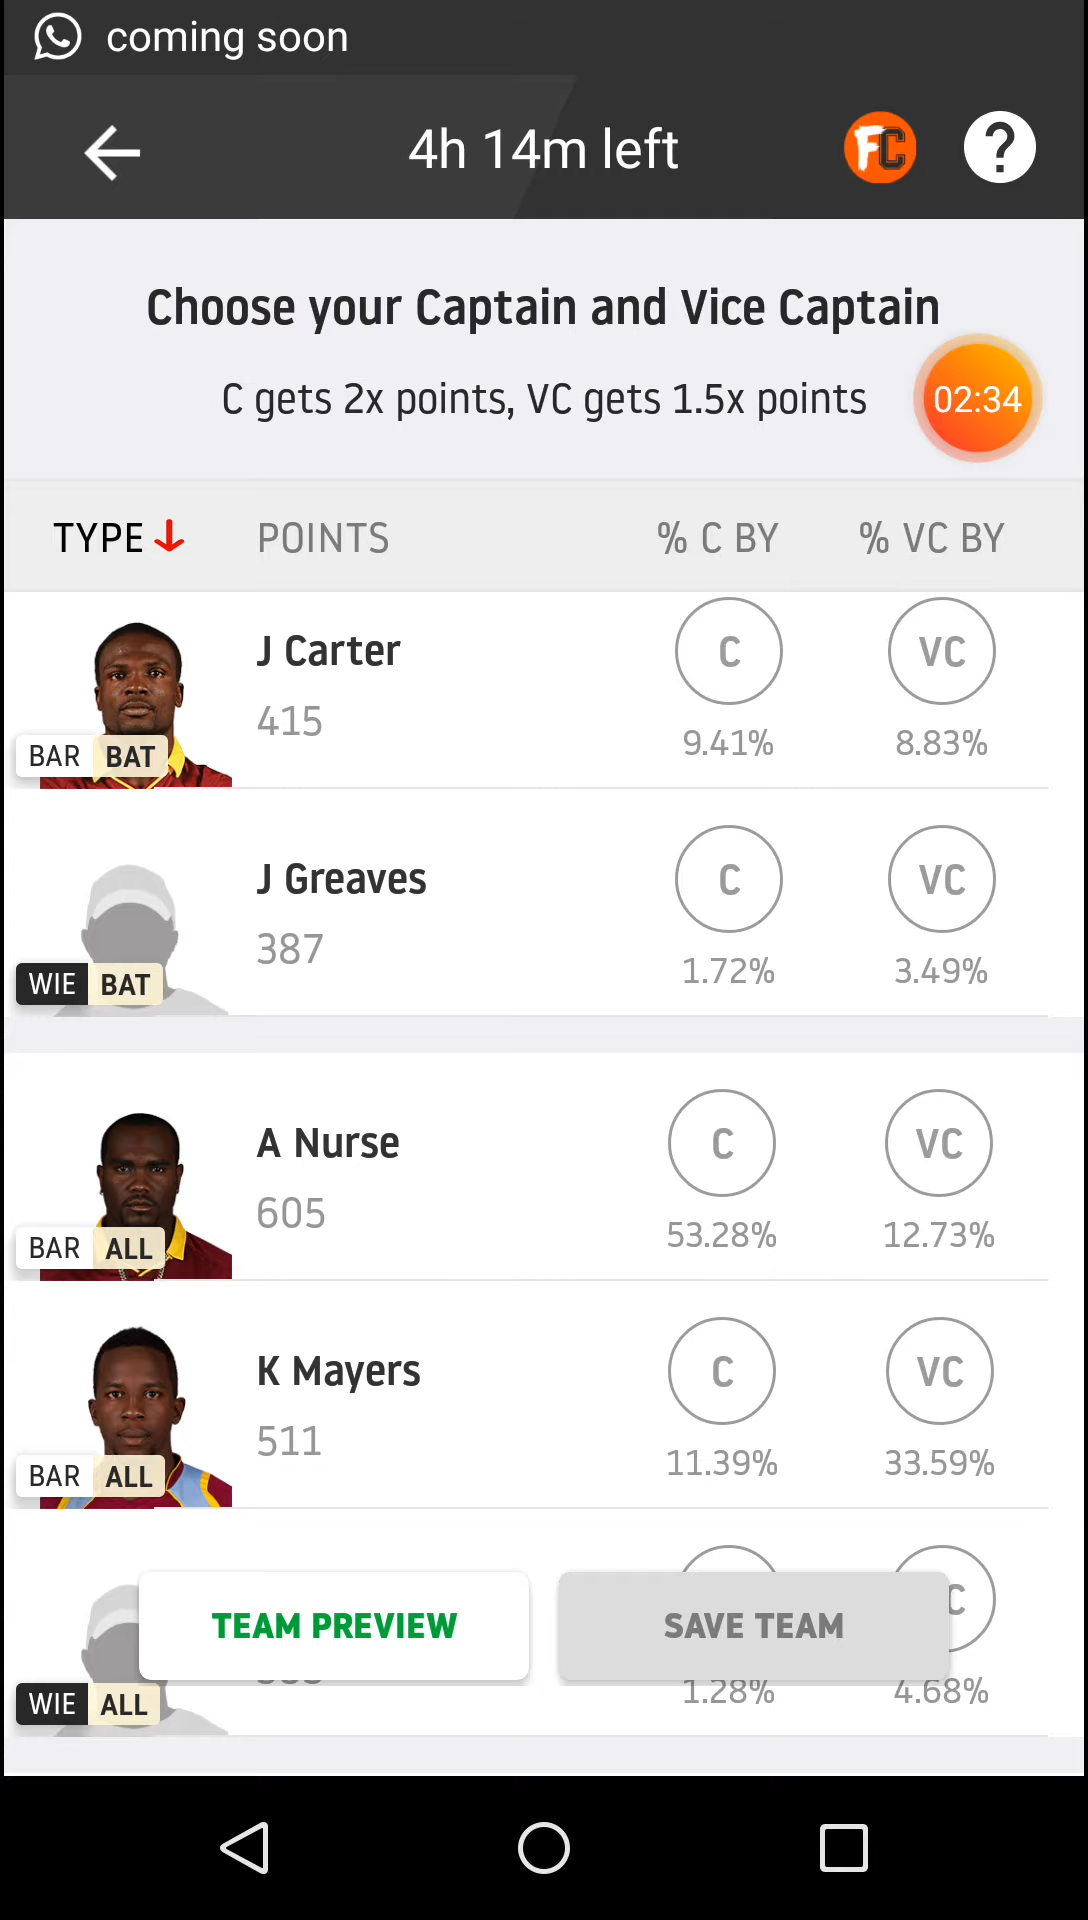 coming soon
4h 14m left
FC
?
Choose your Captain and Vice Captain
C gets 2x points, VC gets 1.5x points
02:34
TYPE POINTS % C BY % VC BY
J Carter C VC
415
9.41% 8.83%
BAR BAT
J Greaves C VC
387
1.72% 3.49%
WIE BAT
A Nurse C VC
605
53.28% 12.73%
BAR ALL
K Mayers C VC
511
11.39% 33.59%
BAR ALL
TEAM PREVIEW SAVE TEAM
1.28% 4.68%
WIE ALL